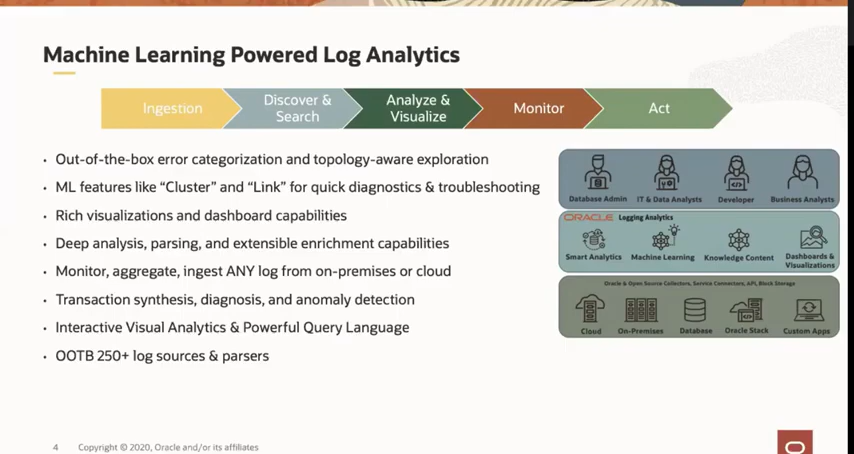 Machine Learning Powered Log Analytics
Ingestion
Discover &
Search
Analyze &
Visualize
Monitor
Act
• Out-of-the-box error categorization and topology-aware exploration
• ML features like “Cluster” and “Link” for quick diagnostics & troubleshooting
• Rich visualizations and dashboard capabilities
• Deep analysis, parsing, and extensible enrichment capabilities
• Monitor, aggregate, ingest ANY log from on-premises or cloud
• Transaction synthesis, diagnosis, and anomaly detection
• Interactive Visual Analytics & Powerful Query Language
• OOTB 250+ log sources & parsers
Database Admin IT & Data Analysts Developer Business Analysts
ORACLE Logging Analytics
Smart Analytics Machine Learning Knowledge Content Dashboards &
Visualizations
Oracle & Open Source Collectors, Service Connectors, API, Block Storage
Cloud On-Premises Database Oracle Stack Custom Apps
4 Copyright © 2020, Oracle and/or its affiliates